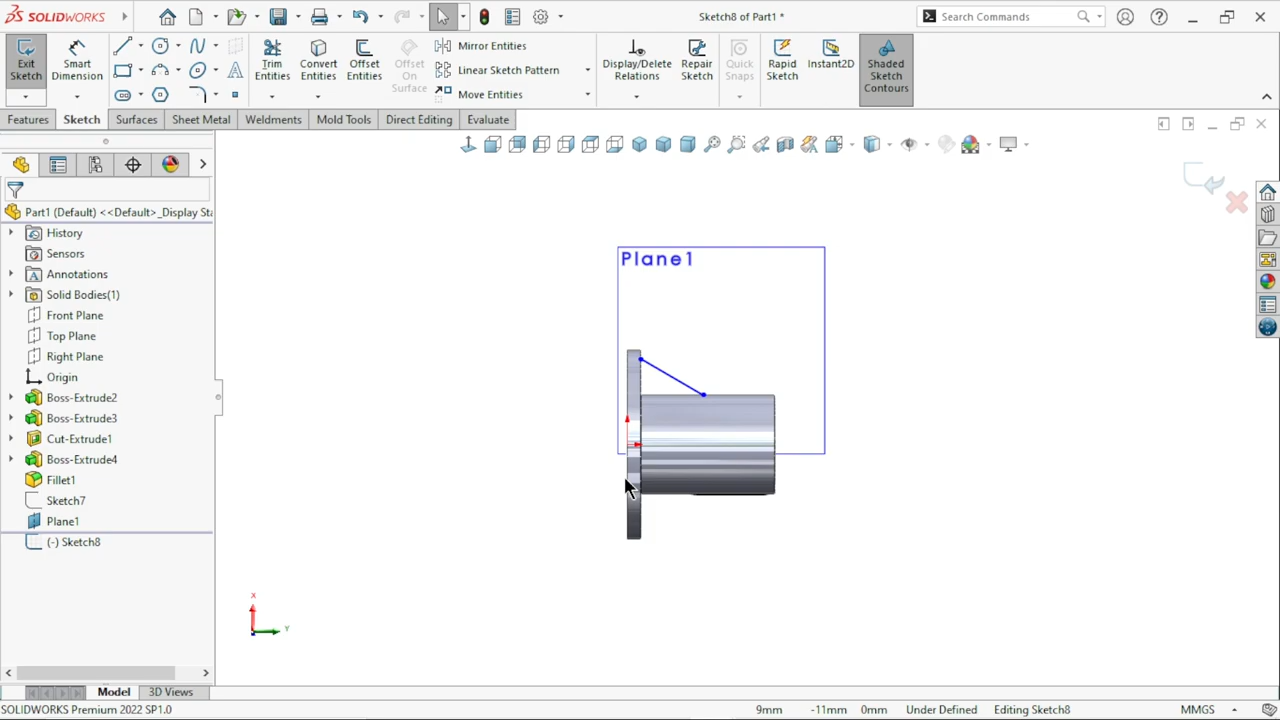 SOLIDWORKS
Sketch8 of Part1 *
Search Commands
Exit Sketch
Smart Dimension
Trim Entities
Convert Entities
Offset Entities
Offset On Surface
Mirror Entities
Linear Sketch Pattern
Move Entities
Display/Delete Relations
Repair Sketch
Quick Snaps
Rapid Sketch
Instant2D
Shaded Sketch Contours
Features
Sketch
Surfaces
Sheet Metal
Weldments
Mold Tools
Direct Editing
Evaluate
Part1 (Default) <<Default>_Display Sta
History
Sensors
Annotations
Solid Bodies(1)
Front Plane
Top Plane
Right Plane
Origin
Boss-Extrude2
Boss-Extrude3
Cut-Extrude1
Boss-Extrude4
Fillet1
Sketch7
Plane1
(-) Sketch8
Plane1
X
Y
Model
3D Views
SOLIDWORKS Premium 2022 SP1.0
9mm
-11mm
0mm
Under Defined
Editing Sketch8
MMGS